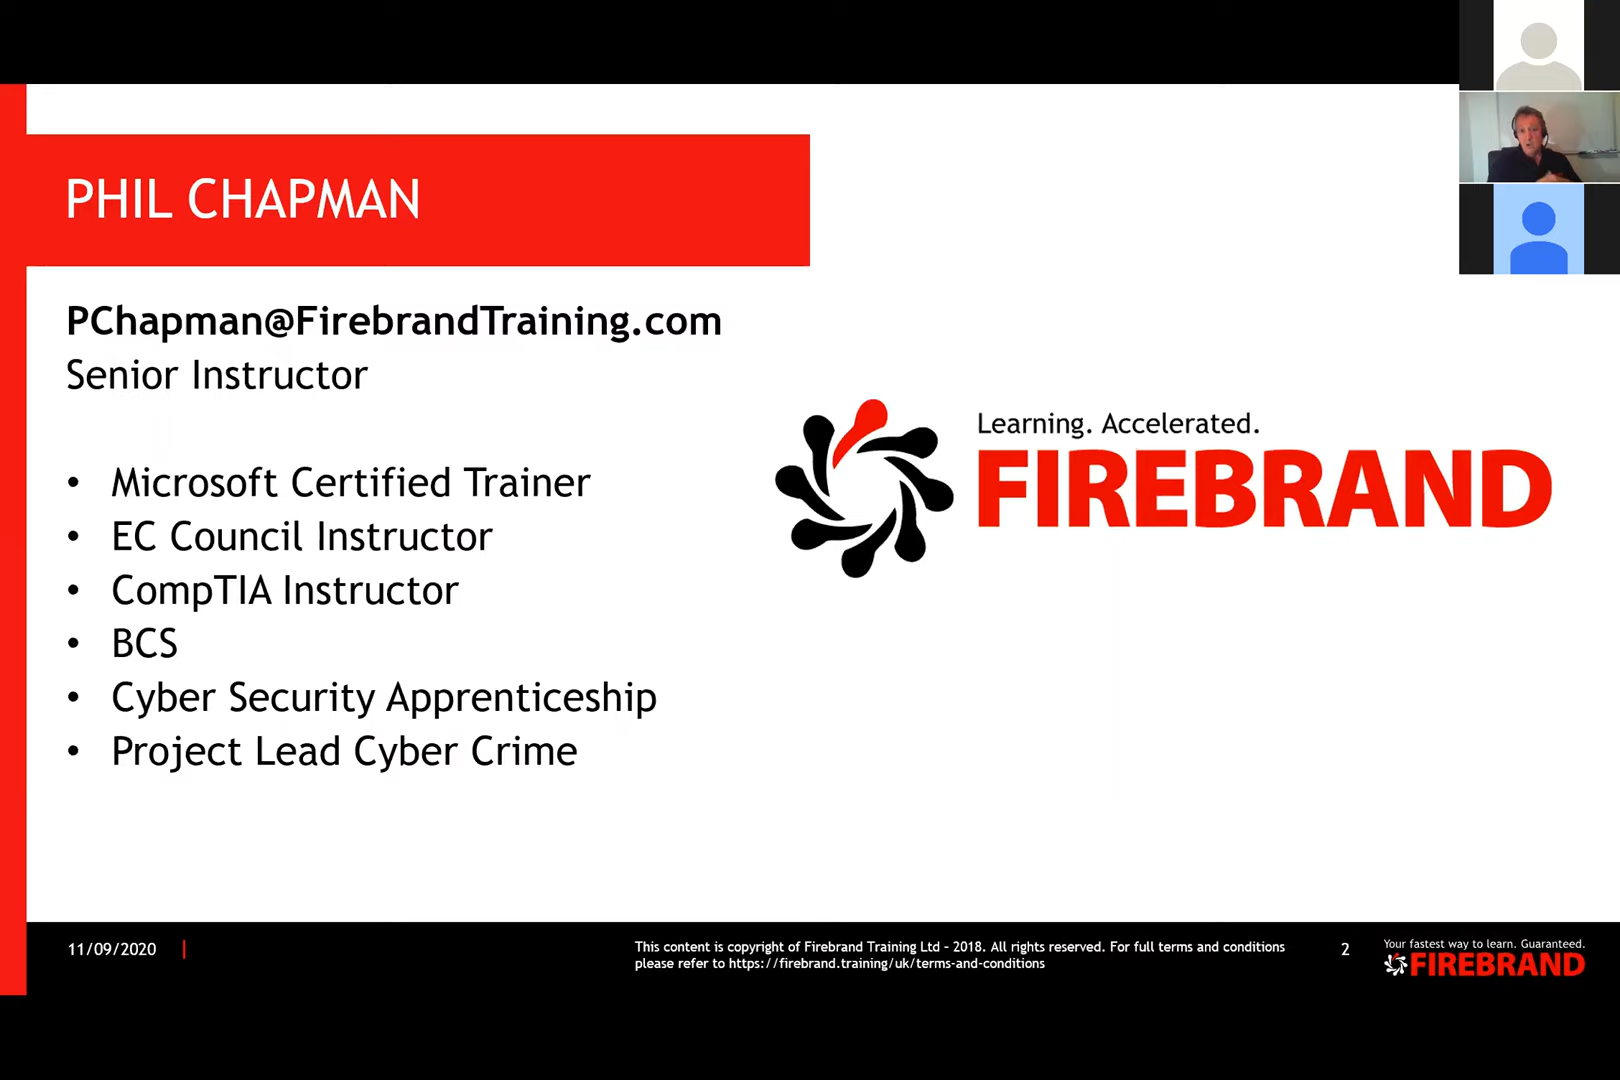 PHIL CHAPMAN
PChapman@FirebrandTraining.com
Senior Instructor
• Microsoft Certified Trainer
• EC Council Instructor
• CompTIA Instructor
• BCS
• Cyber Security Apprenticeship
• Project Lead Cyber Crime
Learning. Accelerated.
FIREBRAND
11/09/2020 |
This content is copyright of Firebrand Training Ltd – 2018. All rights reserved. For full terms and conditions
please refer to https://firebrand.training/uk/terms-and-conditions
2
Your fastest way to learn. Guaranteed.
FIREBRAND